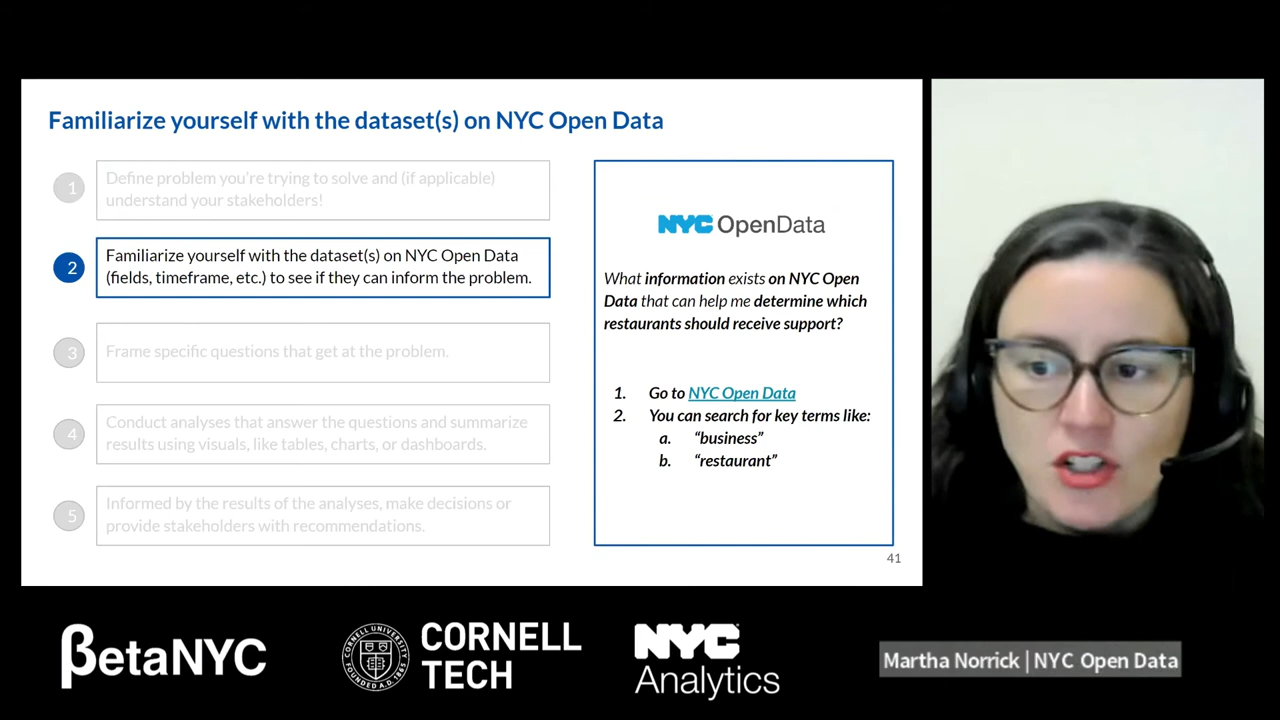 Familiarize yourself with the dataset(s) on NYC Open Data
1
Define problem you're trying to solve and (if applicable)
understand your stakeholders!
2
Familiarize yourself with the dataset(s) on NYC Open Data
(fields, timeframe, etc.) to see if they can inform the problem.
3
Frame specific questions that get at the problem.
4
Conduct analyses that answer the questions and summarize
results using visuals, like tables, charts, or dashboards.
5
Informed by the results of the analyses, make decisions or
provide stakeholders with recommendations.
NYC OpenData
What information exists on NYC Open
Data that can help me determine which
restaurants should receive support?
1. Go to NYC Open Data
2. You can search for key terms like:
a. “business”
b. “restaurant”
41
βetaNYC
CORNELL
TECH
NYC
Analytics
Martha Norrick | NYC Open Data